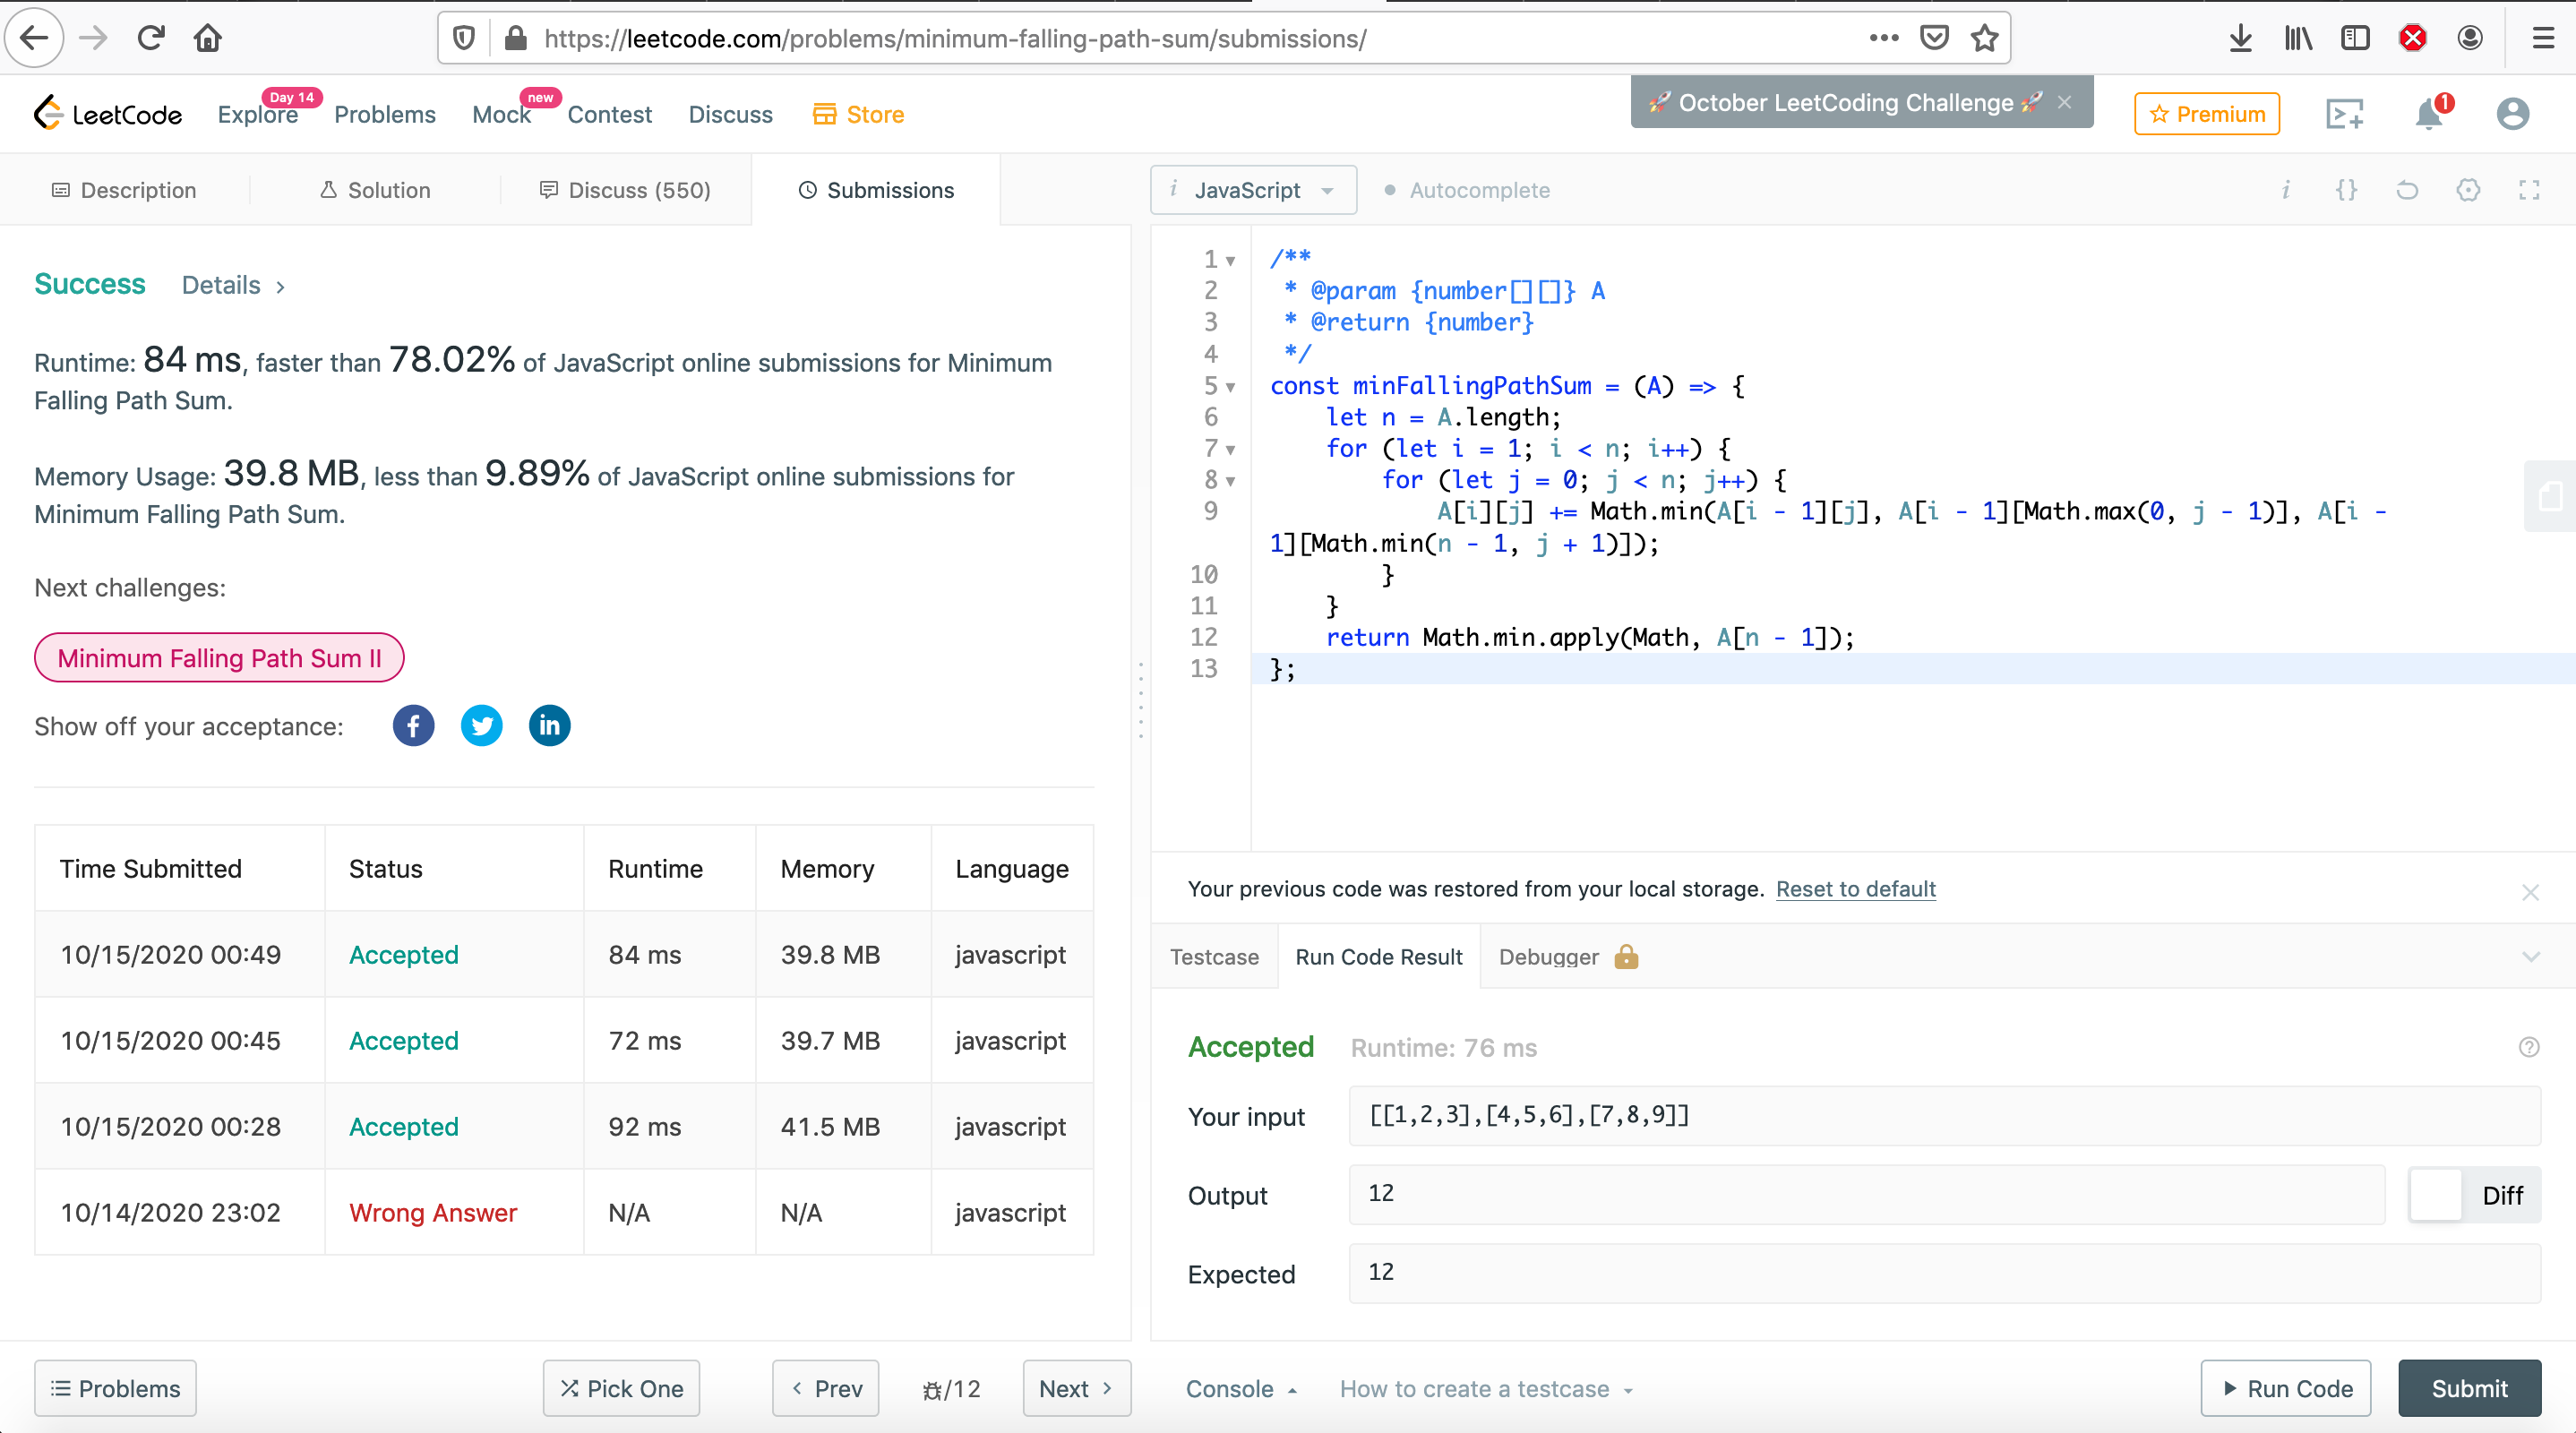 https://leetcode.com/problems/minimum-falling-path-sum/submissions/
LeetCode
Explore
Day 14
Problems
Mock
new
Contest
Discuss
Store
🚀 October LeetCoding Challenge 🚀 ×
Premium
1
Description
Solution
Discuss (550)
Submissions
Success Details >
Runtime: 84 ms, faster than 78.02% of JavaScript online submissions for Minimum
Falling Path Sum.
Memory Usage: 39.8 MB, less than 9.89% of JavaScript online submissions for
Minimum Falling Path Sum.
Next challenges:
Minimum Falling Path Sum II
Show off your acceptance:
Time Submitted Status Runtime Memory Language
10/15/2020 00:49 Accepted 84 ms 39.8 MB javascript
10/15/2020 00:45 Accepted 72 ms 39.7 MB javascript
10/15/2020 00:28 Accepted 92 ms 41.5 MB javascript
10/14/2020 23:02 Wrong Answer N/A N/A javascript
Problems
Pick One
< Prev
/12
Next >
i JavaScript
Autocomplete
i {}
1 /**
2  * @param {number[][]} A
3  * @return {number}
4  */
5 const minFallingPathSum = (A) => {
6     let n = A.length;
7     for (let i = 1; i < n; i++) {
8         for (let j = 0; j < n; j++) {
9             A[i][j] += Math.min(A[i - 1][j], A[i - 1][Math.max(0, j - 1)], A[i -
1][Math.min(n - 1, j + 1)]);
10         }
11     }
12     return Math.min.apply(Math, A[n - 1]);
13 };
Your previous code was restored from your local storage. Reset to default
Testcase
Run Code Result
Debugger
Accepted Runtime: 76 ms
Your input [[1,2,3],[4,5,6],[7,8,9]]
Output 12
Diff
Expected 12
Console
How to create a testcase
Run Code
Submit